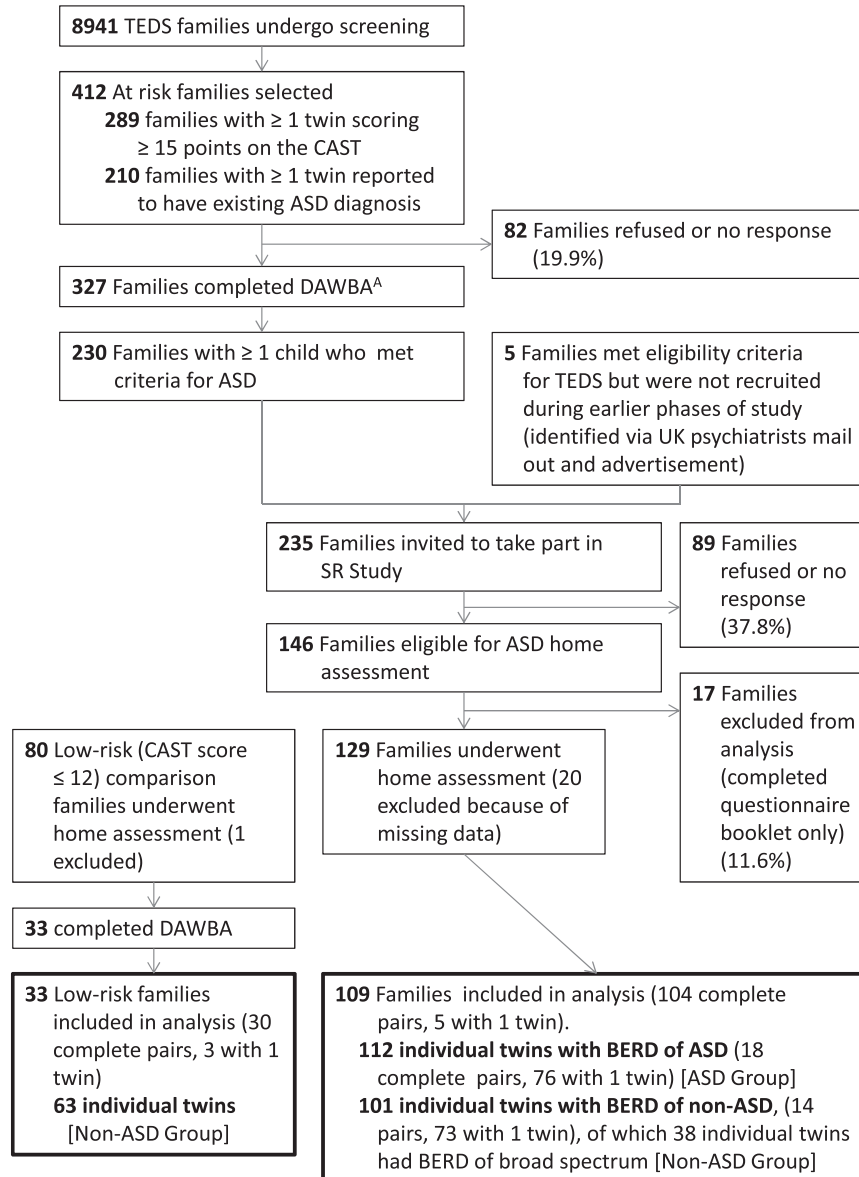 8941 TEDS families undergo screening
412 At risk families selected
289 families with ≥ 1 twin scoring
≥ 15 points on the CAST
210 families with ≥ 1 twin reported
to have existing ASD diagnosis
82 Families refused or no response
(19.9%)
327 Families completed DAWBAᴬ
230 Families with ≥ 1 child who met
criteria for ASD
5 Families met eligibility criteria
for TEDS but were not recruited
during earlier phases of study
(identified via UK psychiatrists mail
out and advertisement)
235 Families invited to take part in
SR Study
89 Families
refused or no
response
(37.8%)
146 Families eligible for ASD home
assessment
17 Families
excluded from
analysis
(completed
questionnaire
booklet only)
(11.6%)
80 Low-risk (CAST score
≤ 12) comparison
families underwent
home assessment (1
excluded)
129 Families underwent
home assessment (20
excluded because of
missing data)
33 completed DAWBA
33 Low-risk families
included in analysis (30
complete pairs, 3 with 1
twin)
63 individual twins
[Non-ASD Group]
109 Families included in analysis (104 complete
pairs, 5 with 1 twin).
112 individual twins with BERD of ASD (18
complete pairs, 76 with 1 twin) [ASD Group]
101 individual twins with BERD of non-ASD, (14
pairs, 73 with 1 twin), of which 38 individual twins
had BERD of broad spectrum [Non-ASD Group]